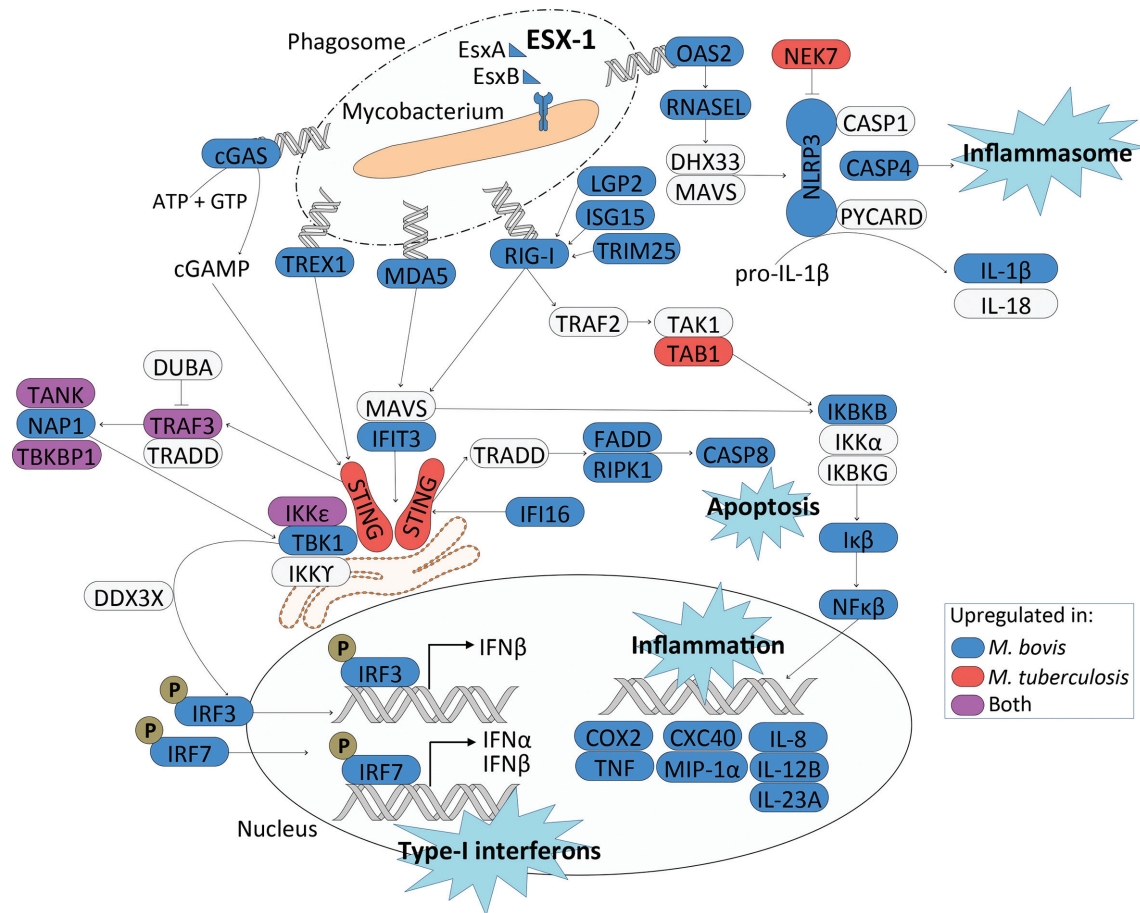 Phagosome
EsxA
ESX-1
EsxB
Mycobacterium
OAS2
NEK7
RNASEL
CASP1
NLRP3
CASP4
Inflammasome
DHX33
MAVS
PYCARD
cGAS
ATP + GTP
LGP2
ISG15
TRIM25
RIG-I
TREX1
MDA5
cGAMP
pro-IL-1β
IL-1β
IL-18
TRAF2
TAK1
TAB1
DUBA
TANK
NAP1
TBKBP1
TRAF3
TRADD
MAVS
IFIT3
IKBKB
IKKα
IKBKG
TRADD
FADD
RIPK1
CASP8
STING
STING
IFI16
Apoptosis
IKKε
TBK1
IKKϒ
Iκβ
NFκβ
DDX3X
Upregulated in:
M. bovis
M. tuberculosis
Both
P
IRF3
IFNβ
Inflammation
P
IRF3
P
IRF7
P
IRF7
IFNα
IFNβ
COX2
TNF
CXC40
MIP-1α
IL-8
IL-12B
IL-23A
Nucleus
Type-I interferons